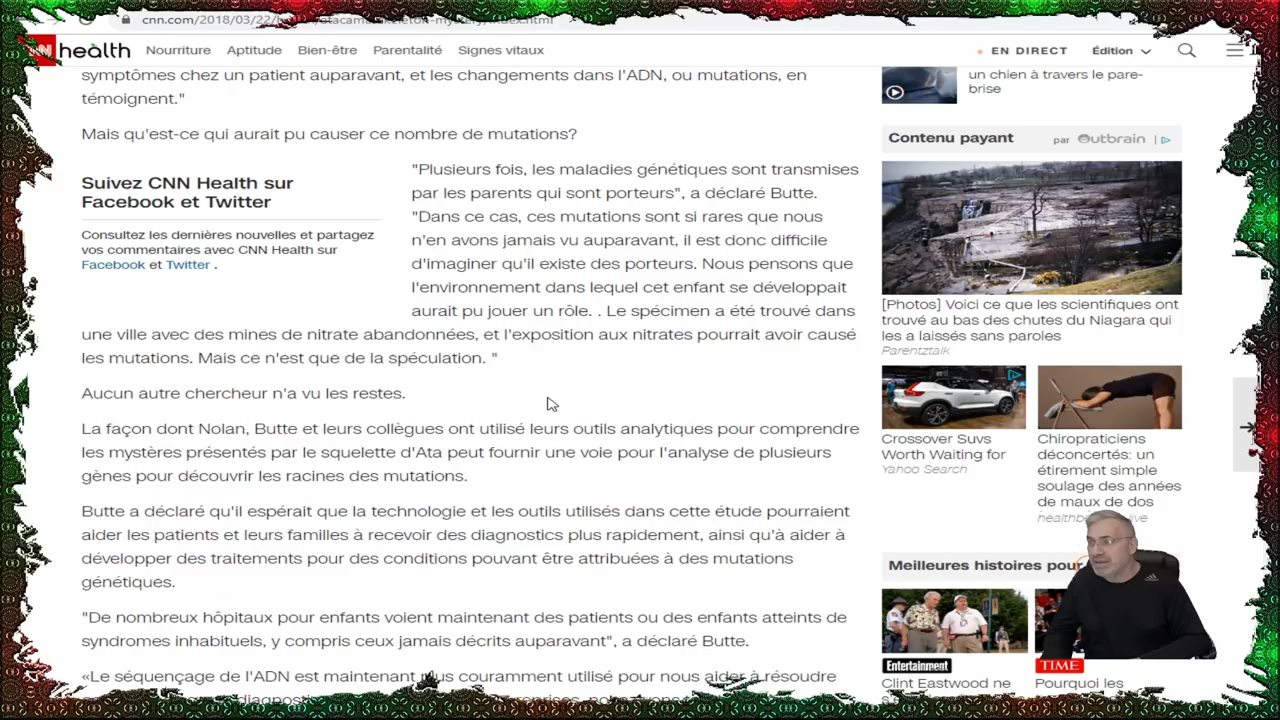 cnn.com/2018/03/22/
CNN health Nourriture Aptitude Bien-être Parentalité Signes vitaux EN DIRECT Édition
symptômes chez un patient auparavant, et les changements dans l'ADN, ou mutations, en
témoignent."
Mais qu'est-ce qui aurait pu causer ce nombre de mutations?
Suivez CNN Health sur
Facebook et Twitter
Consultez les dernières nouvelles et partagez
vos commentaires avec CNN Health sur
Facebook et Twitter .
"Plusieurs fois, les maladies génétiques sont transmises
par les parents qui sont porteurs", a déclaré Butte.
"Dans ce cas, ces mutations sont si rares que nous
n'en avons jamais vu auparavant, il est donc difficile
d'imaginer qu'il existe des porteurs. Nous pensons que
l'environnement dans lequel cet enfant se développait
aurait pu jouer un rôle. . Le spécimen a été trouvé dans
une ville avec des mines de nitrate abandonnées, et l'exposition aux nitrates pourrait avoir causé
les mutations. Mais ce n'est que de la spéculation. "
Aucun autre chercheur n'a vu les restes.
La façon dont Nolan, Butte et leurs collègues ont utilisé leurs outils analytiques pour comprendre
les mystères présentés par le squelette d'Ata peut fournir une voie pour l'analyse de plusieurs
gènes pour découvrir les racines des mutations.
Butte a déclaré qu'il espérait que la technologie et les outils utilisés dans cette étude pourraient
aider les patients et leurs familles à recevoir des diagnostics plus rapidement, ainsi qu'à aider à
développer des traitements pour des conditions pouvant être attribuées à des mutations
génétiques.
"De nombreux hôpitaux pour enfants voient maintenant des patients ou des enfants atteints de
syndromes inhabituels, y compris ceux jamais décrits auparavant", a déclaré Butte.
«Le séquençage de l'ADN est maintenant plus couramment utilisé pour nous aider à résoudre
un chien à travers le pare-
brise
Contenu payant par Outbrain
[Photos] Voici ce que les scientifiques ont
trouvé au bas des chutes du Niagara qui
les a laissés sans paroles
Parentztalk
Crossover Suvs
Worth Waiting for
Yahoo Search
Chiropraticiens
déconcertés: un
étirement simple
soulage des années
de maux de dos
Meilleures histoires pour
Entertainment
Clint Eastwood ne
TIME
Pourquoi les